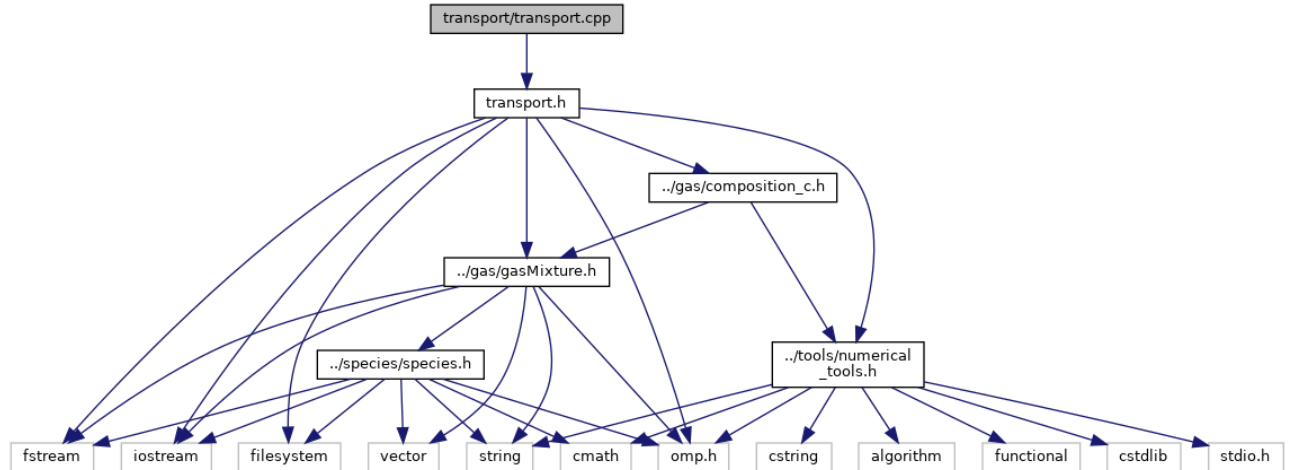 transport/transport.cpp
transport.h
../gas/composition_c.h
../gas/gasMixture.h
../species/species.h
../tools/numerical
_tools.h
fstream
iostream
filesystem
vector
string
cmath
omp.h
cstring
algorithm
functional
cstdlib
stdio.h